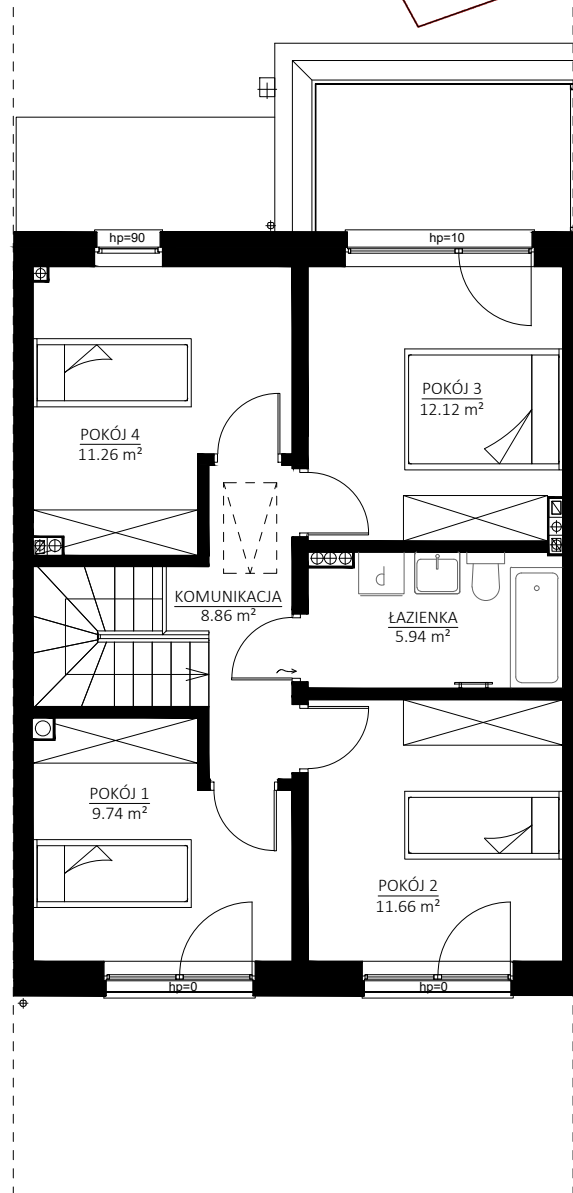 hp=90
hp=10
POKÓJ 3
12.12 m²
POKÓJ 4
11.26 m²
KOMUNIKACJA
8.86 m²
ŁAZIENKA
5.94 m²
POKÓJ 1
9.74 m²
POKÓJ 2
11.66 m²
hp=0
hp=0